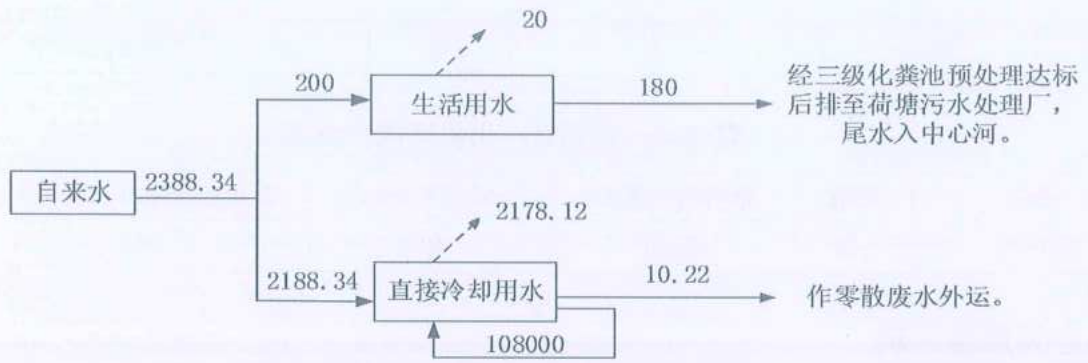 20
200
生活用水
180
经三级化粪池预处理达标
后排至荷塘污水处理厂，
尾水入中心河。
自来水
2388.34
2178.12
2188.34
直接冷却用水
10.22
作零散废水外运。
108000